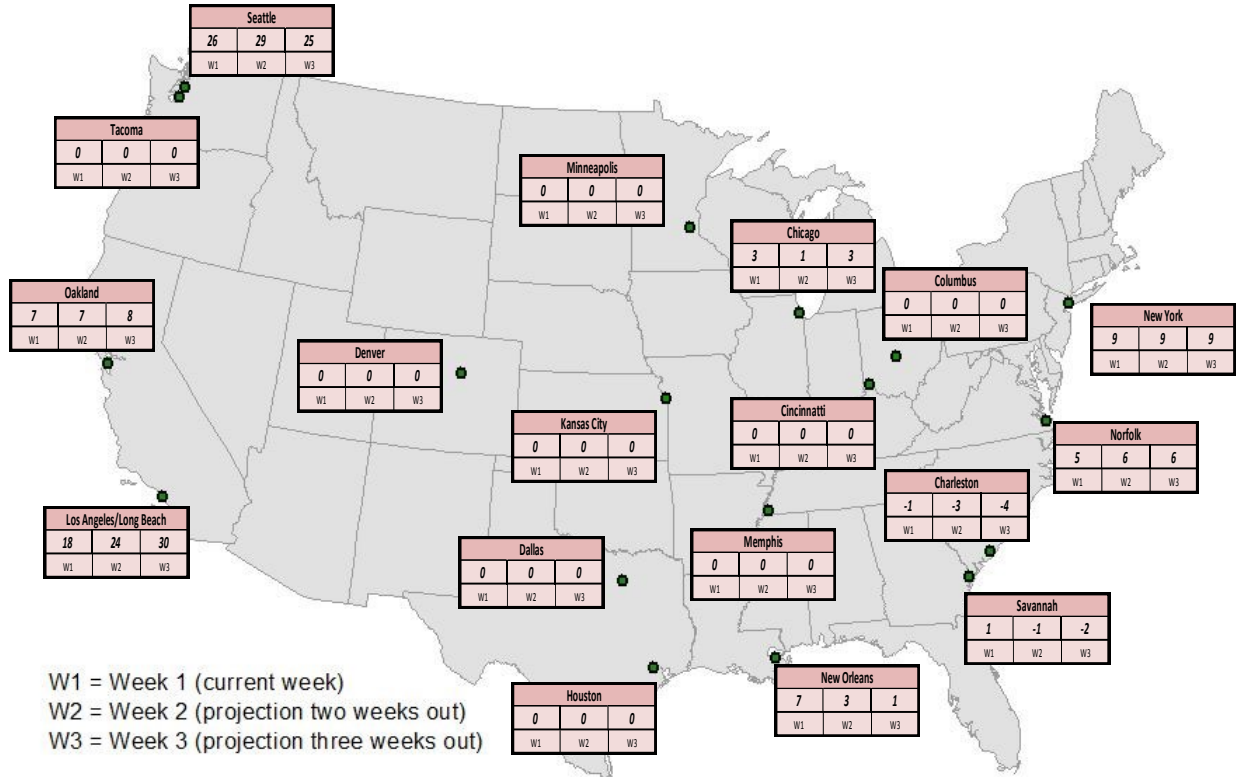 Seattle
26 29 25
W1 W2 W3
Tacoma
0 0 0
W1 W2 W3
Minneapolis
0 0 0
W1 W2 W3
Chicago
3 1 3
W1 W2 W3
Columbus
0 0 0
W1 W2 W3
Oakland
7 7 8
W1 W2 W3
New York
9 9 9
W1 W2 W3
Denver
0 0 0
W1 W2 W3
Kansas City
0 0 0
W1 W2 W3
Cincinnatti
0 0 0
W1 W2 W3
Norfolk
5 6 6
W1 W2 W3
Charleston
-1 -3 -4
W1 W2 W3
Los Angeles/Long Beach
18 24 30
W1 W2 W3
Dallas
0 0 0
W1 W2 W3
Memphis
0 0 0
W1 W2 W3
Savannah
1 -1 -2
W1 W2 W3
New Orleans
7 3 1
W1 W2 W3
Houston
0 0 0
W1 W2 W3
W1 = Week 1 (current week)
W2 = Week 2 (projection two weeks out)
W3 = Week 3 (projection three weeks out)